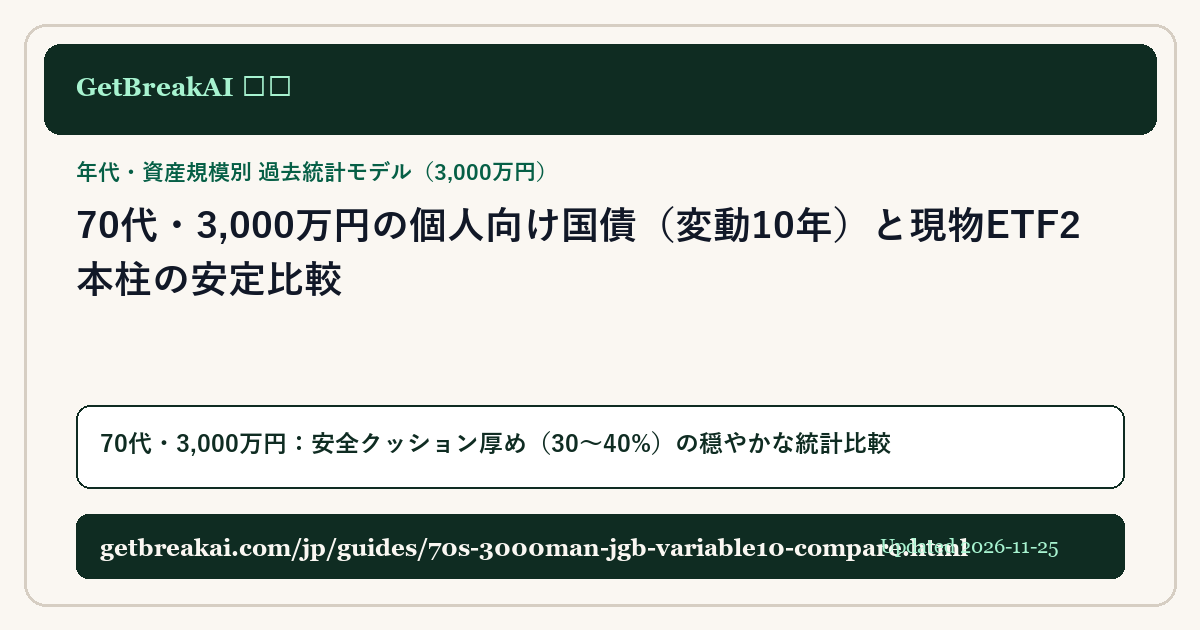 GetBreakAI □□
年代・資産規模別 過去統計モデル（3,000万円）
70代・3,000万円の個人向け国債（変動10年）と現物ETF2
本柱の安定比較
70代・3,000万円：安全クッション厚め（30〜40%）の穏やかな統計比較
getbreakai.com/jp/guides/70s-3000man-jgb-variable10-compare.html
Updated 2026-11-25